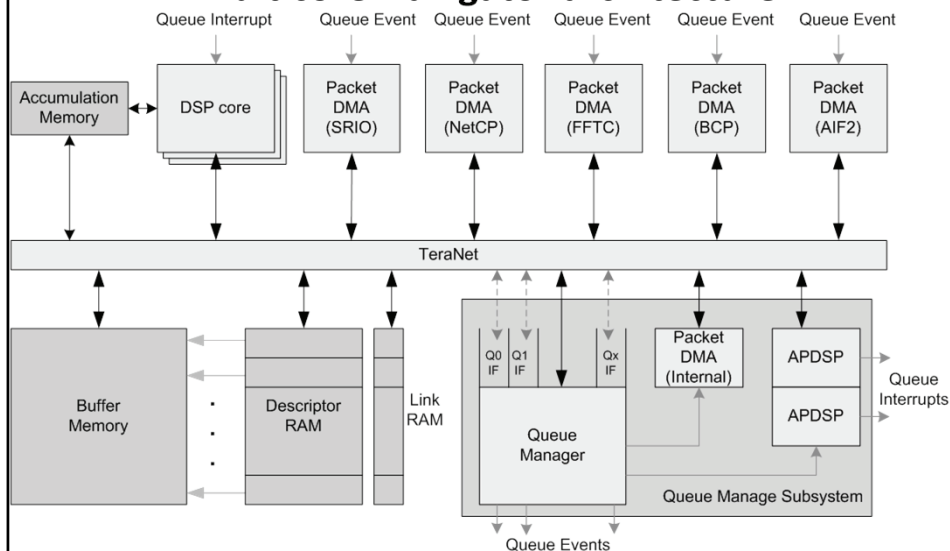 Queue Interrupt
Queue Event
Queue Event
Queue Event
Queue Event
Queue Event
Accumulation
Memory
DSP core
Packet
DMA
(SRIO)
Packet
DMA
(NetCP)
Packet
DMA
(FFTC)
Packet
DMA
(BCP)
Packet
DMA
(AIF2)
TeraNet
Buffer
Memory
Descriptor
RAM
Link
RAM
Q0
IF
Q1
IF
Qx
IF
Queue
Manager
Packet
DMA
(Internal)
APDSP
APDSP
Queue
Interrupts
Queue Manage Subsystem
Queue Events